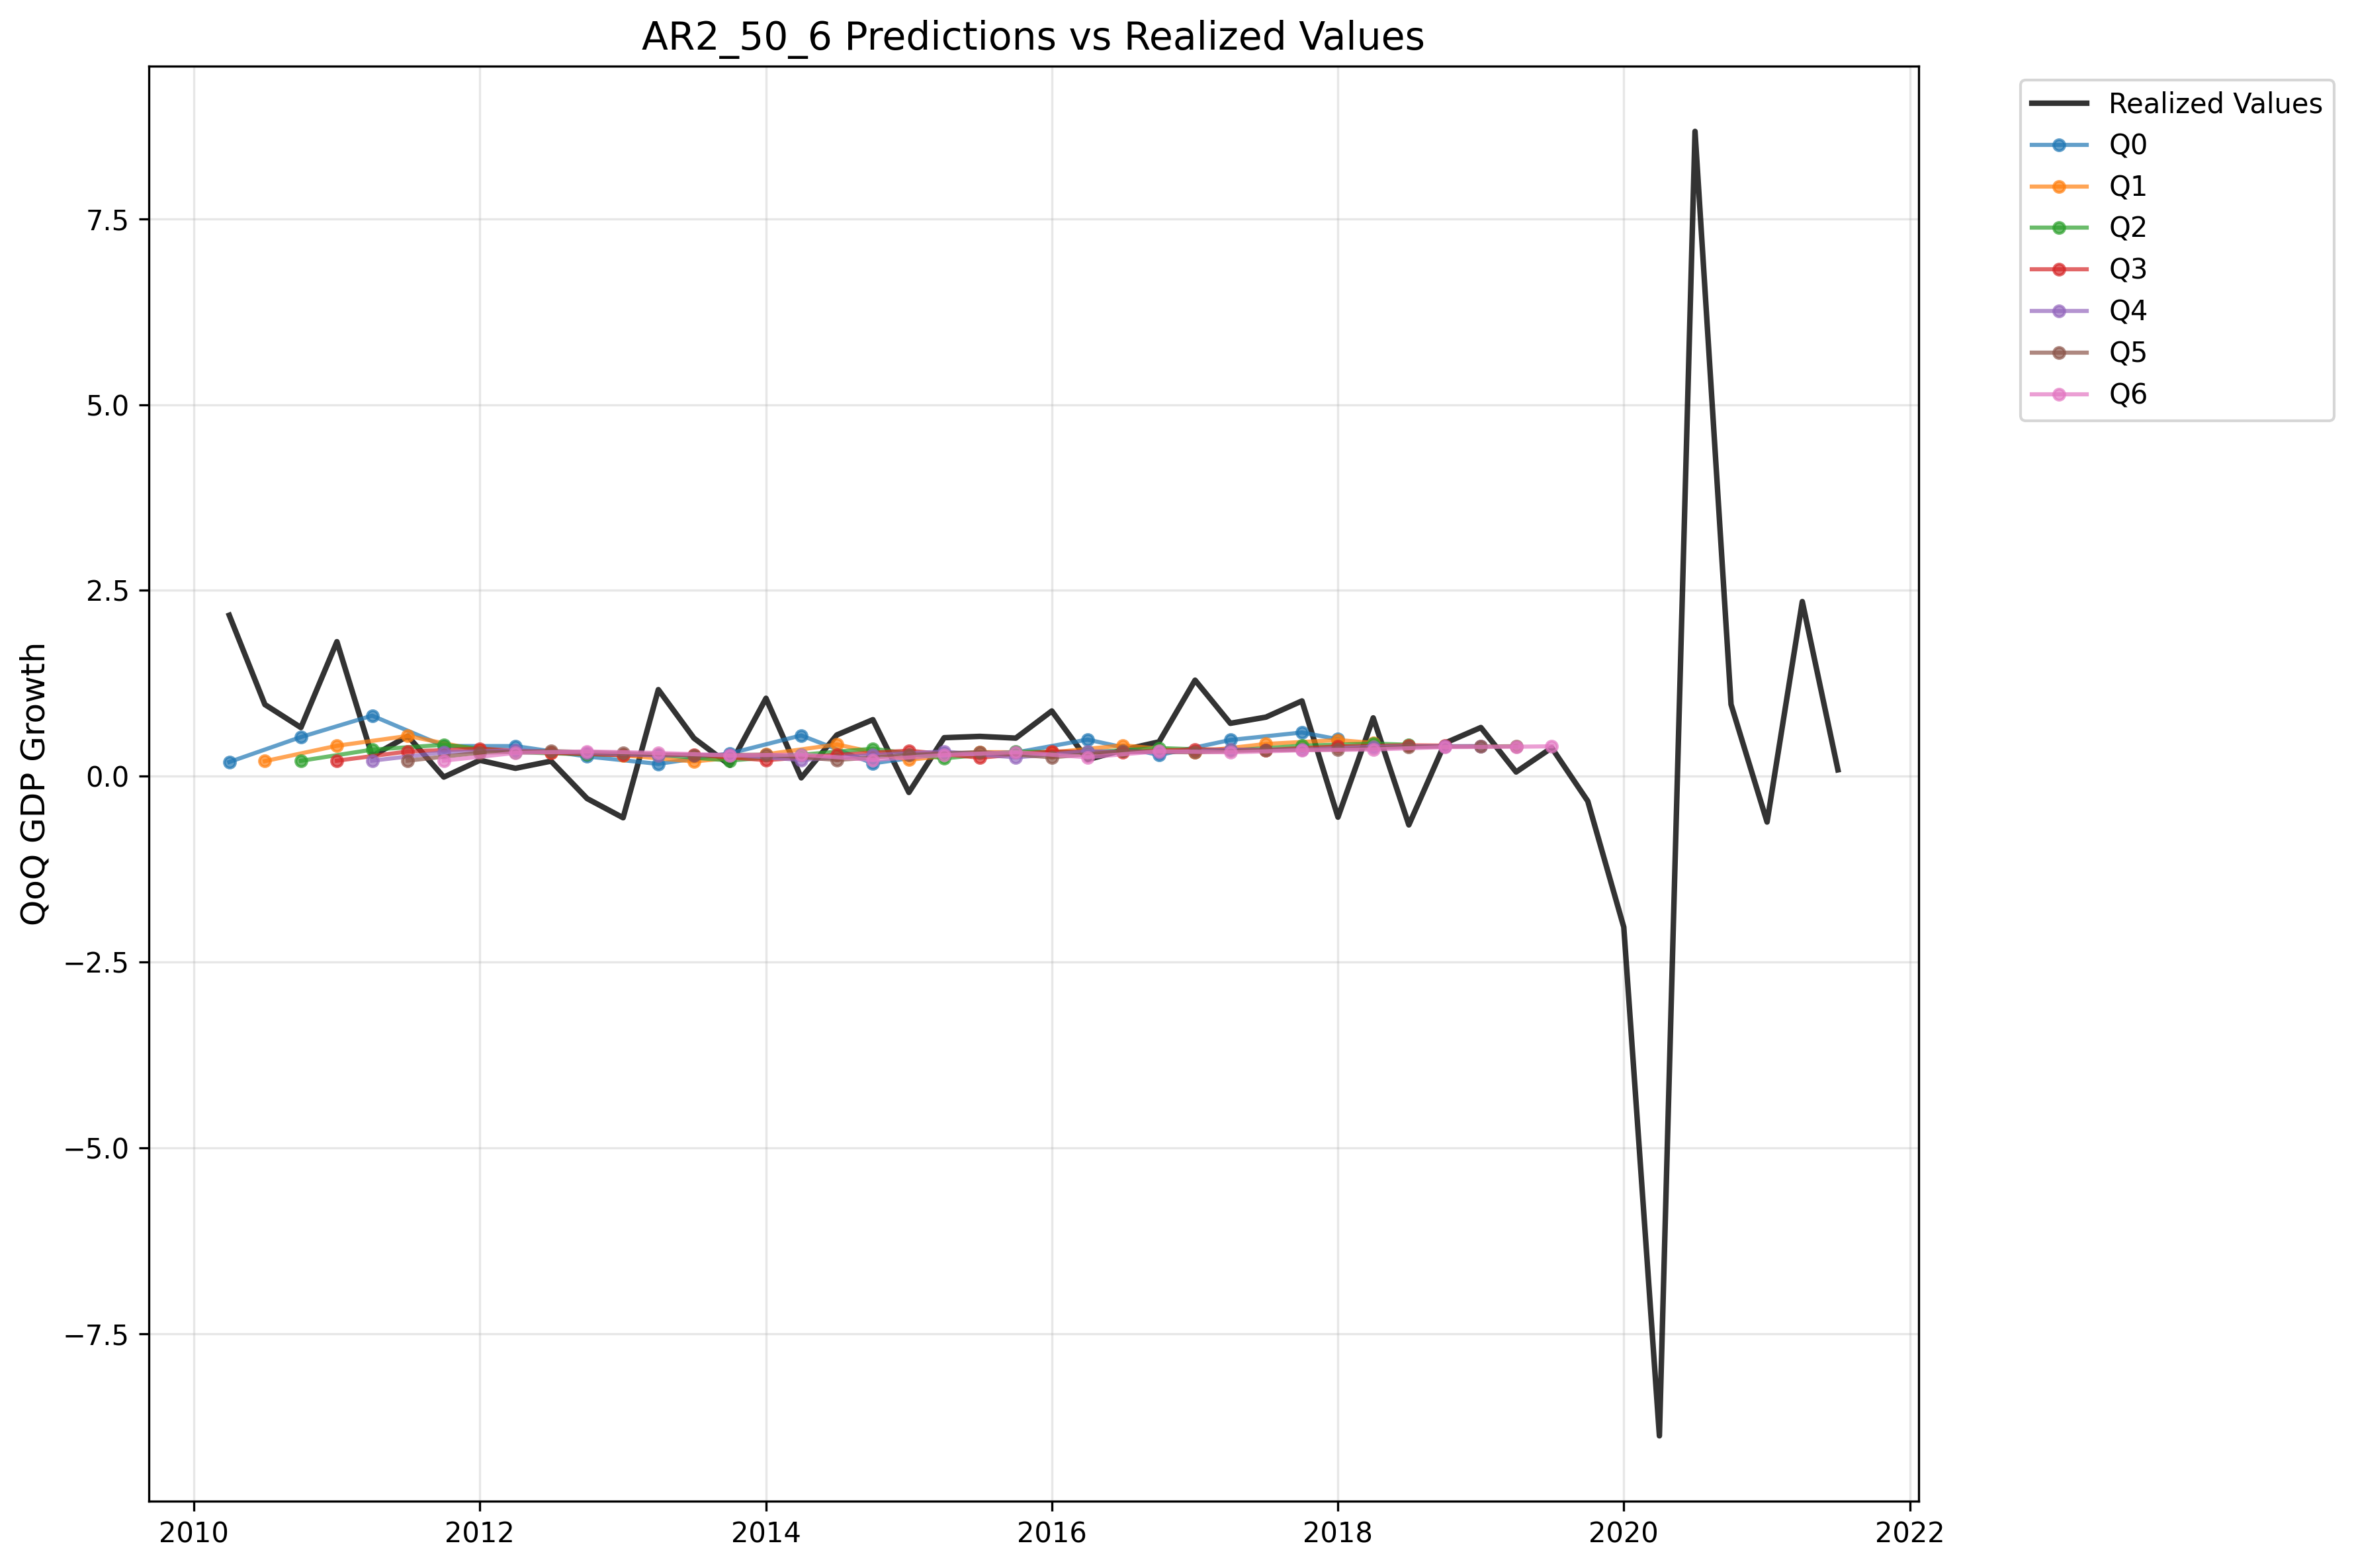 AR2_50_6 Predictions vs Realized Values
QoQ GDP Growth
7.5
5.0
2.5
0.0
−2.5
−5.0
−7.5
2010
2012
2014
2016
2018
2020
2022
Realized Values
Q0
Q1
Q2
Q3
Q4
Q5
Q6